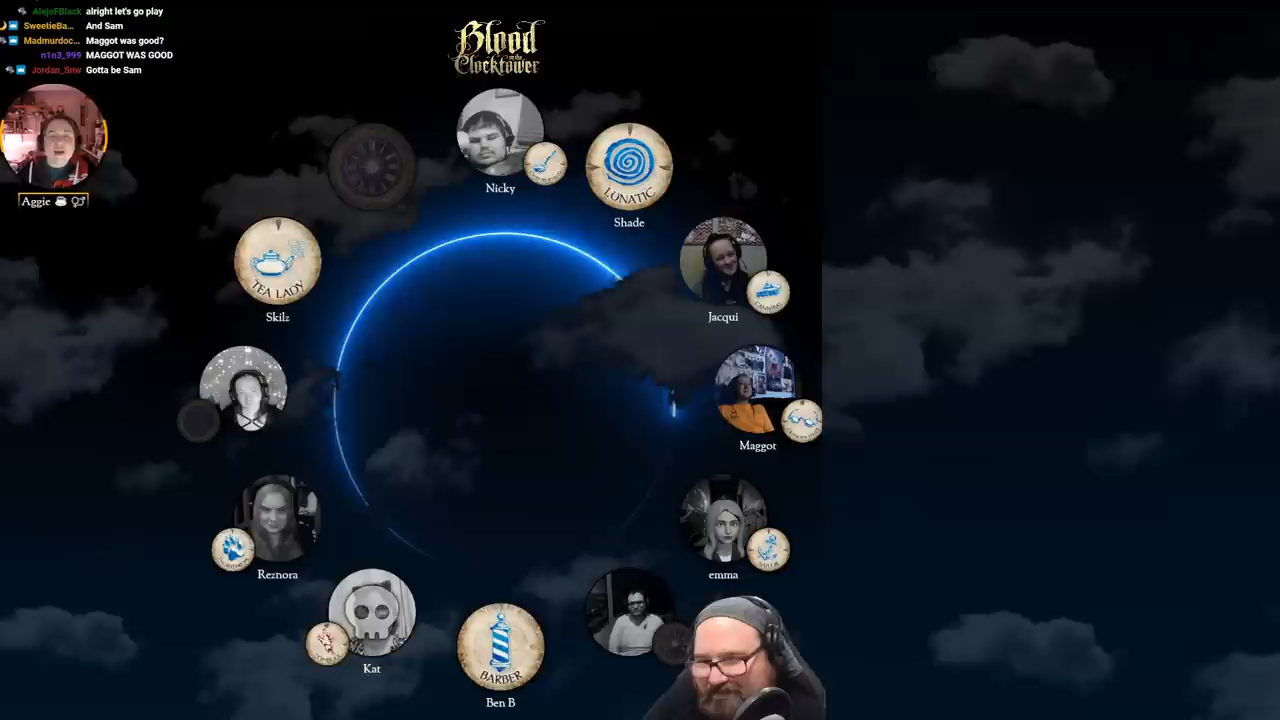 AlejoFBlack alright let's go play
SweetieBa... And Sam
Madmurdoc... Maggot was good?
n1n3_999 MAGGOT WAS GOOD
Jordan_Snw Gotta be Sam
Blood
on the
Clocktower
Aggie
Nicky
LUNATIC
Shade
TEA LADY
Skilz
Jacqui
Maggot
Reznora
emma
SAILOR
Kat
BARBER
Ben B